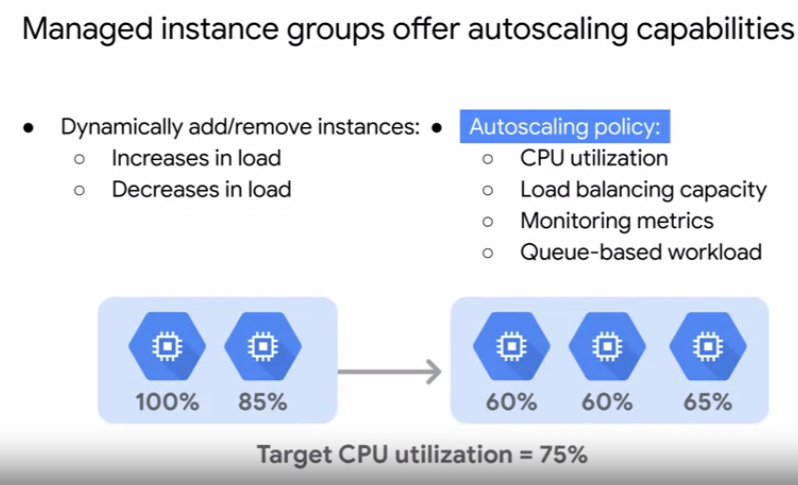 Managed instance groups offer autoscaling capabilities
● Dynamically add/remove instances:
○ Increases in load
○ Decreases in load
● Autoscaling policy:
○ CPU utilization
○ Load balancing capacity
○ Monitoring metrics
○ Queue-based workload
100% 85%
60% 60% 65%
Target CPU utilization = 75%